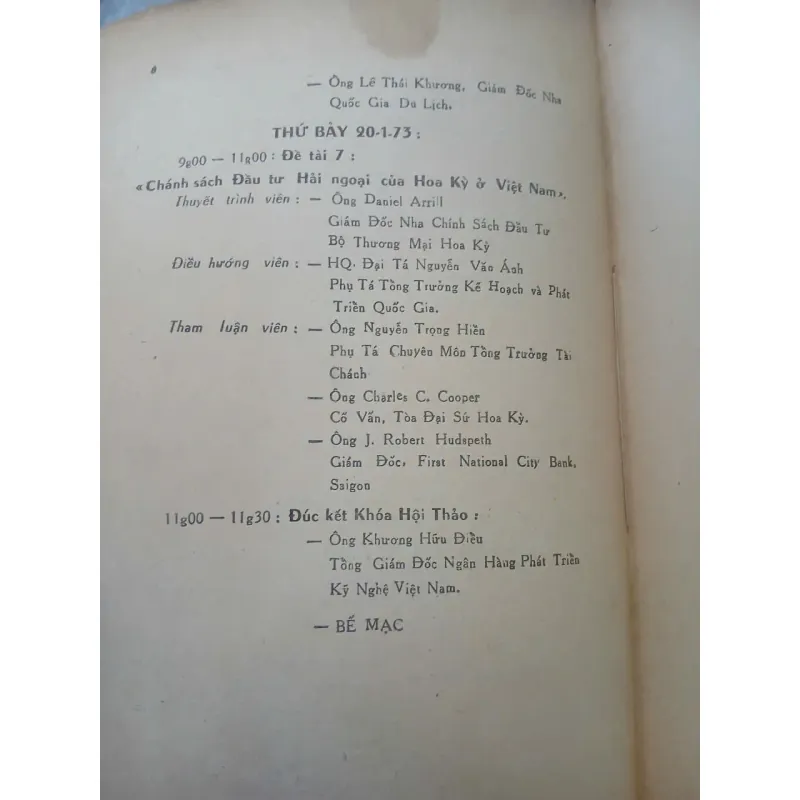 6
— Ông Lê Thái Khương, Giám Đốc Nha
Quốc Gia Du Lịch.
THỨ BẢY 20-1-73 :
9g00 — 11g00 : Đề tài 7 :
«Chánh sách Đầu tư Hải ngoại của Hoa Kỳ ở Việt Nam».
Thuyết trình viên : — Ông Daniel Arrill
Giám Đốc Nha Chính Sách Đầu Tư
Bộ Thương Mại Hoa Kỳ
Điều hướng viên : — HQ. Đại Tá Nguyễn Văn Ánh
Phụ Tá Tổng Trưởng Kế Hoạch và Phát
Triển Quốc Gia.
Tham luận viên : — Ông Nguyễn Trọng Hiền
Phụ Tá Chuyên Môn Tổng Trưởng Tài
Chánh
— Ông Charles C. Cooper
Cố Vấn, Tòa Đại Sứ Hoa Kỳ.
— Ông J. Robert Hudspeth
Giám Đốc, First National City Bank,
Saigon
11g00 — 11g30 : Đúc kết Khóa Hội Thảo :
— Ông Khương Hữu Điều
Tổng Giám Đốc Ngân Hàng Phát Triển
Kỹ Nghệ Việt Nam.
— BẾ MẠC